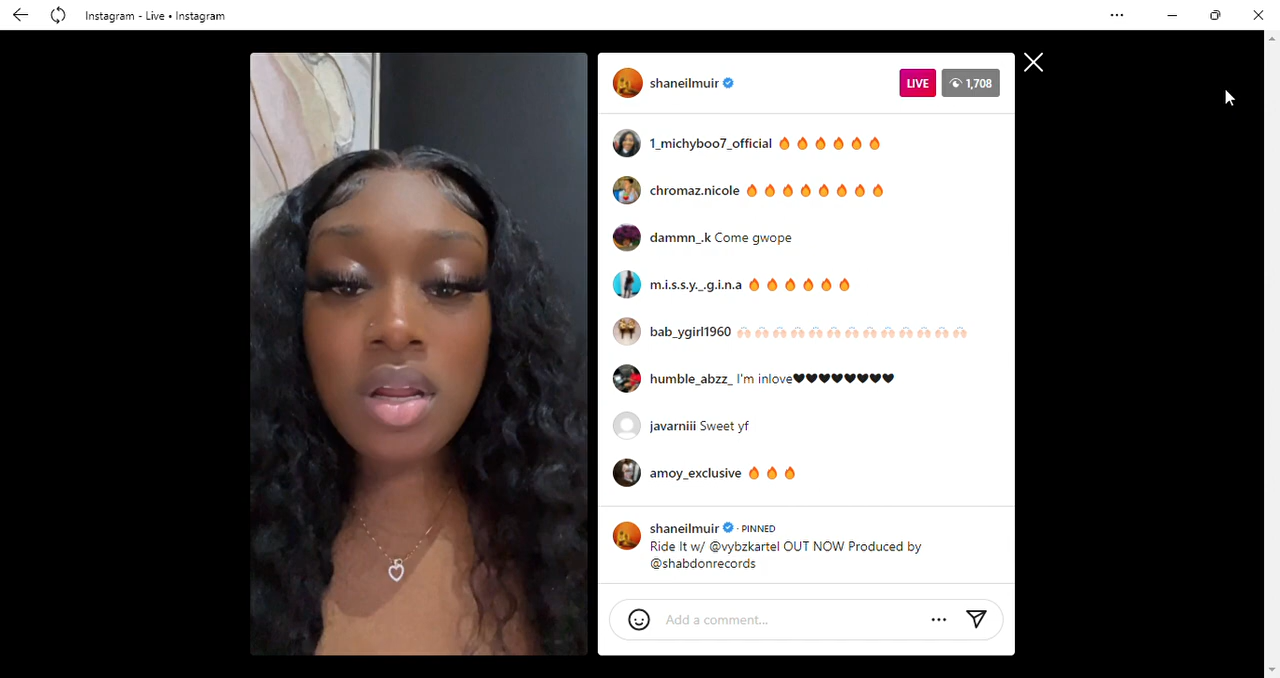 Instagram - Live • Instagram
shaneilmuir
LIVE 1,708
1_michyboo7_official 🔥🔥🔥🔥🔥🔥
chromaz.nicole 🔥🔥🔥🔥🔥🔥🔥🔥
dammn_.k Come gwope
m.i.s.s.y._.g.i.n.a 🔥🔥🔥🔥🔥🔥
bab_ygirl1960 🙌🏻🙌🏻🙌🏻🙌🏻🙌🏻🙌🏻🙌🏻🙌🏻🙌🏻🙌🏻🙌🏻🙌🏻🙌🏻
humble_abzz_ I'm inlove🖤🖤🖤🖤🖤🖤🖤🖤
javarniii Sweet yf
amoy_exclusive 🔥🔥🔥
shaneilmuir · PINNED
Ride It w/ @vybzkartel OUT NOW Produced by
@shabdonrecords
Add a comment...